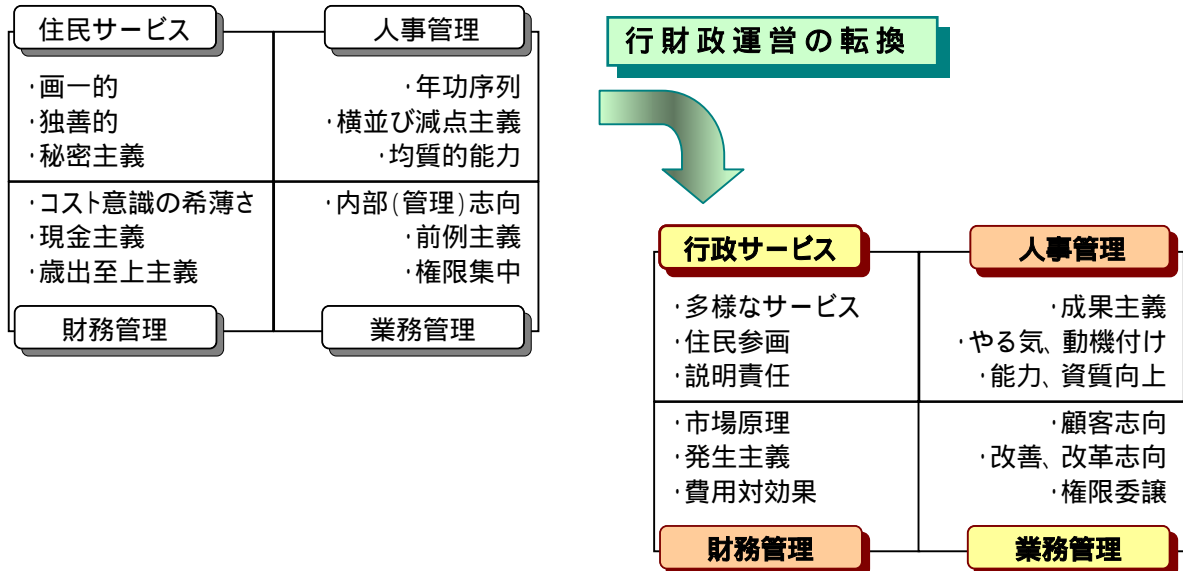 住民サービス
人事管理
・画一的
・独善的
・秘密主義
・年功序列
・横並び減点主義
・均質的能力
・コスト意識の希薄さ
・現金主義
・歳出至上主義
・内部(管理)志向
・前例主義
・権限集中
財務管理
業務管理
行財政運営の転換
行政サービス
人事管理
・多様なサービス
・住民参画
・説明責任
・成果主義
・やる気、動機付け
・能力、資質向上
・市場原理
・発生主義
・費用対効果
・顧客志向
・改善、改革志向
・権限委譲
財務管理
業務管理